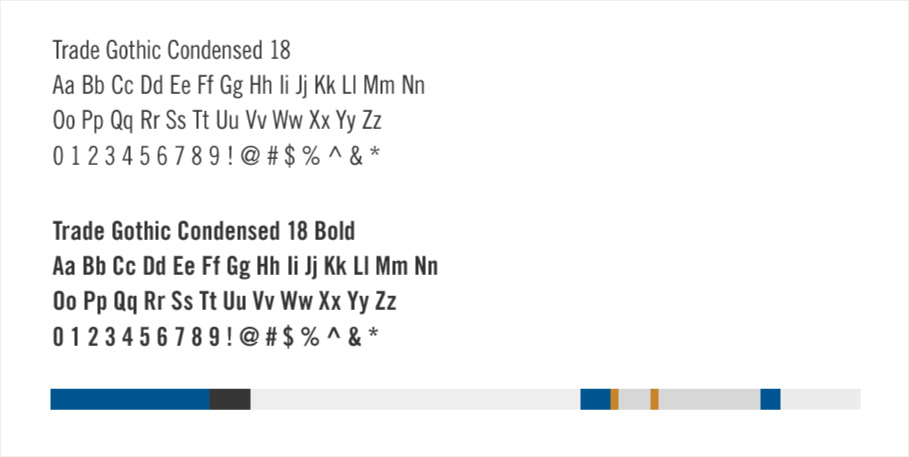 Trade Gothic Condensed 18
Aa Bb Cc Dd Ee Ff Gg Hh Ii Jj Kk Ll Mm Nn
Oo Pp Qq Rr Ss Tt Uu Vv Ww Xx Yy Zz
0 1 2 3 4 5 6 7 8 9 ! @ # $ % ^ & *
Trade Gothic Condensed 18 Bold
Aa Bb Cc Dd Ee Ff Gg Hh Ii Jj Kk Ll Mm Nn
Oo Pp Qq Rr Ss Tt Uu Vv Ww Xx Yy Zz
0 1 2 3 4 5 6 7 8 9 ! @ # $ % ^ & *